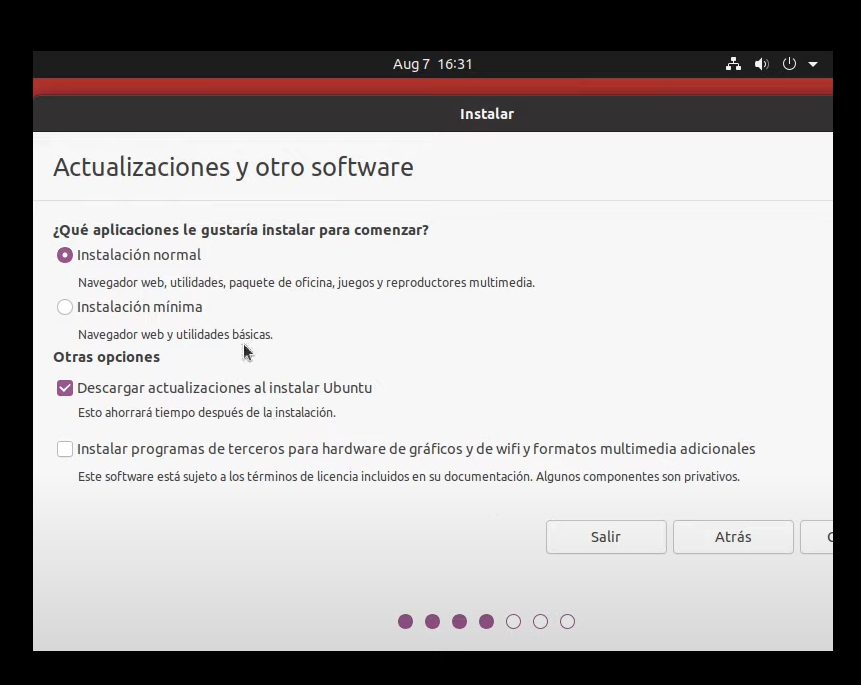 Aug 7 16:31
Instalar
Actualizaciones y otro software
¿Qué aplicaciones le gustaría instalar para comenzar?
Instalación normal
Navegador web, utilidades, paquete de oficina, juegos y reproductores multimedia.
Instalación mínima
Navegador web y utilidades básicas.
Otras opciones
Descargar actualizaciones al instalar Ubuntu
Esto ahorrará tiempo después de la instalación.
Instalar programas de terceros para hardware de gráficos y de wifi y formatos multimedia adicionales
Este software está sujeto a los términos de licencia incluidos en su documentación. Algunos componentes son privativos.
Salir Atrás